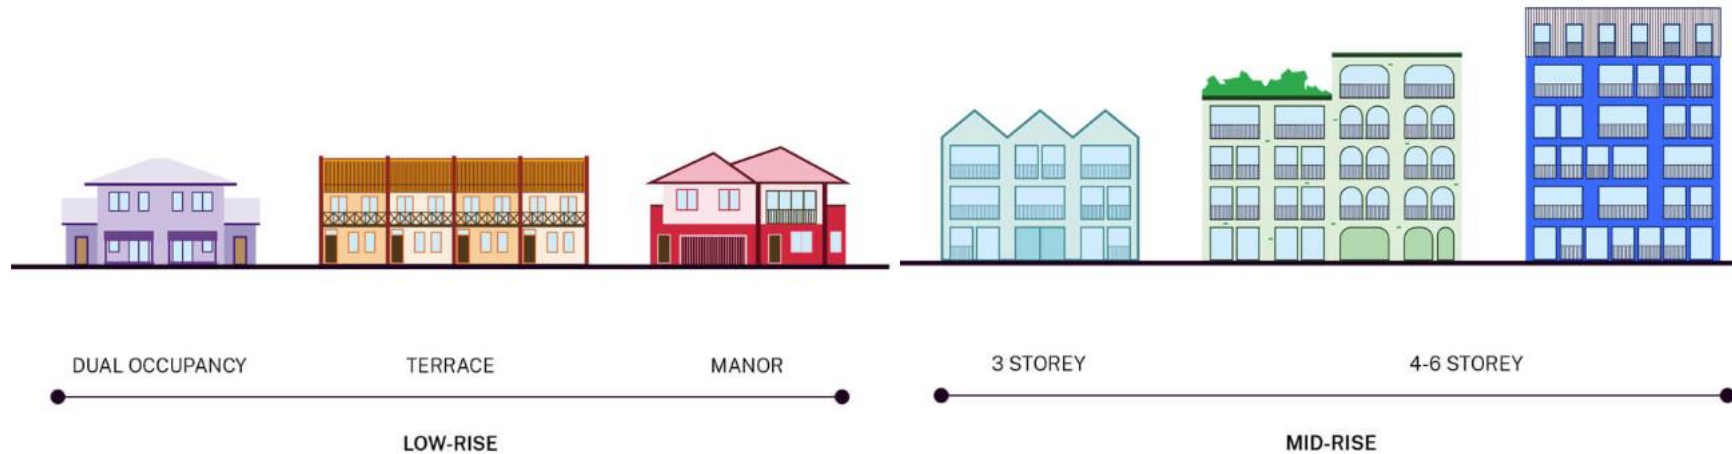 DUAL OCCUPANCY
TERRACE
MANOR
3 STOREY
4-6 STOREY
LOW-RISE
MID-RISE